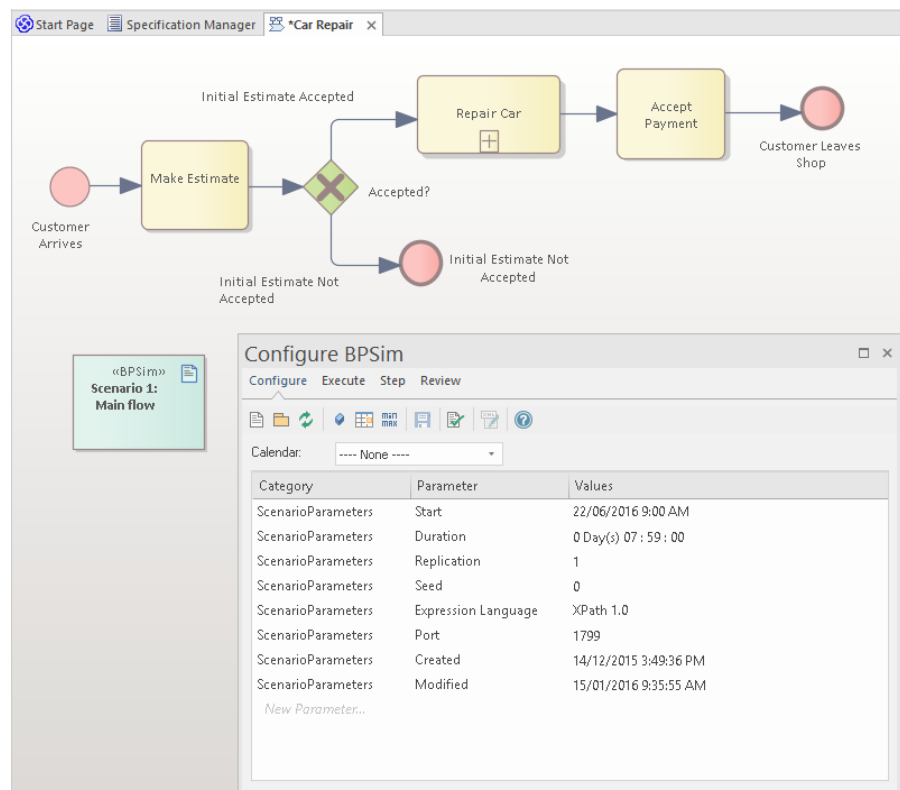 Start Page Specification Manager *Car Repair ×
Initial Estimate Accepted
Repair Car
Accept
Payment
Customer Leaves
Shop
Make Estimate
Accepted?
Customer
Arrives
Initial Estimate Not
Accepted
Initial Estimate Not
Accepted
«BPSim»
Scenario 1:
Main flow
Configure BPSim
Configure Execute Step Review
min
max
Calendar: ---- None ----
Category Parameter Values
ScenarioParameters Start 22/06/2016 9:00 AM
ScenarioParameters Duration 0 Day(s) 07 : 59 : 00
ScenarioParameters Replication 1
ScenarioParameters Seed 0
ScenarioParameters Expression Language XPath 1.0
ScenarioParameters Port 1799
ScenarioParameters Created 14/12/2015 3:49:36 PM
ScenarioParameters Modified 15/01/2016 9:35:55 AM
New Parameter...